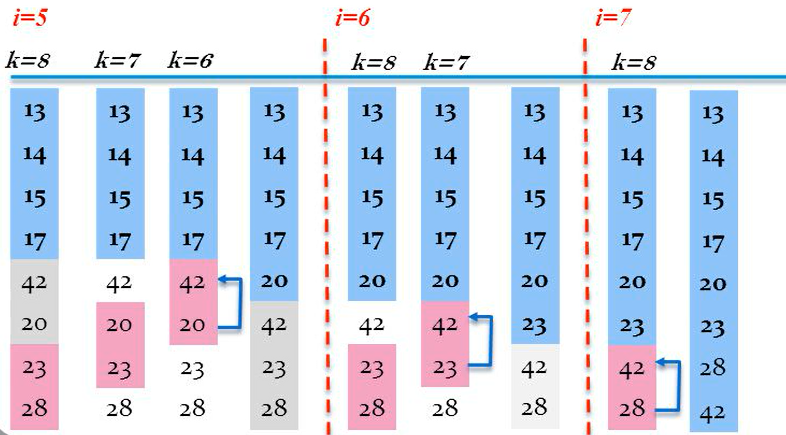 i=5 i=6 i=7
k=8 k=7 k=6 k=8 k=7 k=8
13 13 13 13 13 13 13 13 13
14 14 14 14 14 14 14 14 14
15 15 15 15 15 15 15 15 15
17 17 17 17 17 17 17 17 17
42 42 42 20 20 20 20 20 20
20 20 20 42 42 42 23 23 23
23 23 23 23 23 23 42 42 28
28 28 28 28 28 28 28 28 42